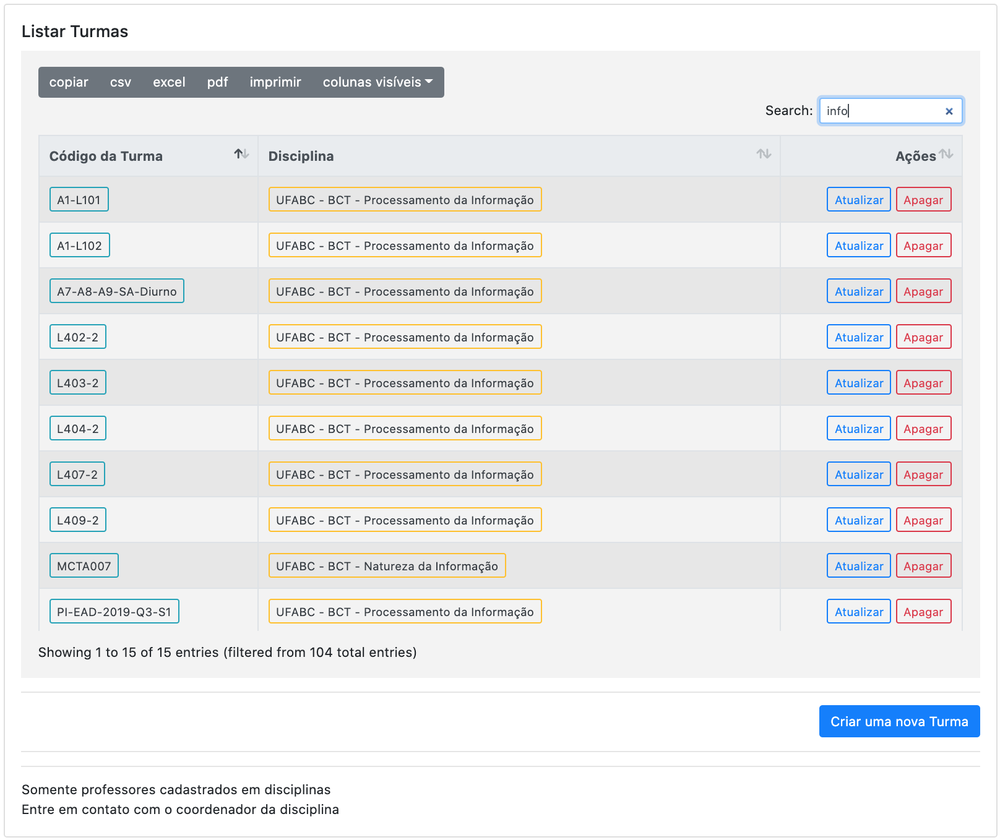 Listar Turmas
copiar csv excel pdf imprimir colunas visíveis
Search: info
Código da Turma Disciplina Ações
A1-L101 UFABC - BCT - Processamento da Informação Atualizar Apagar
A1-L102 UFABC - BCT - Processamento da Informação Atualizar Apagar
A7-A8-A9-SA-Diurno UFABC - BCT - Processamento da Informação Atualizar Apagar
L402-2 UFABC - BCT - Processamento da Informação Atualizar Apagar
L403-2 UFABC - BCT - Processamento da Informação Atualizar Apagar
L404-2 UFABC - BCT - Processamento da Informação Atualizar Apagar
L407-2 UFABC - BCT - Processamento da Informação Atualizar Apagar
L409-2 UFABC - BCT - Processamento da Informação Atualizar Apagar
MCTA007 UFABC - BCT - Natureza da Informação Atualizar Apagar
PI-EAD-2019-Q3-S1 UFABC - BCT - Processamento da Informação Atualizar Apagar
Showing 1 to 15 of 15 entries (filtered from 104 total entries)
Criar uma nova Turma
Somente professores cadastrados em disciplinas
Entre em contato com o coordenador da disciplina